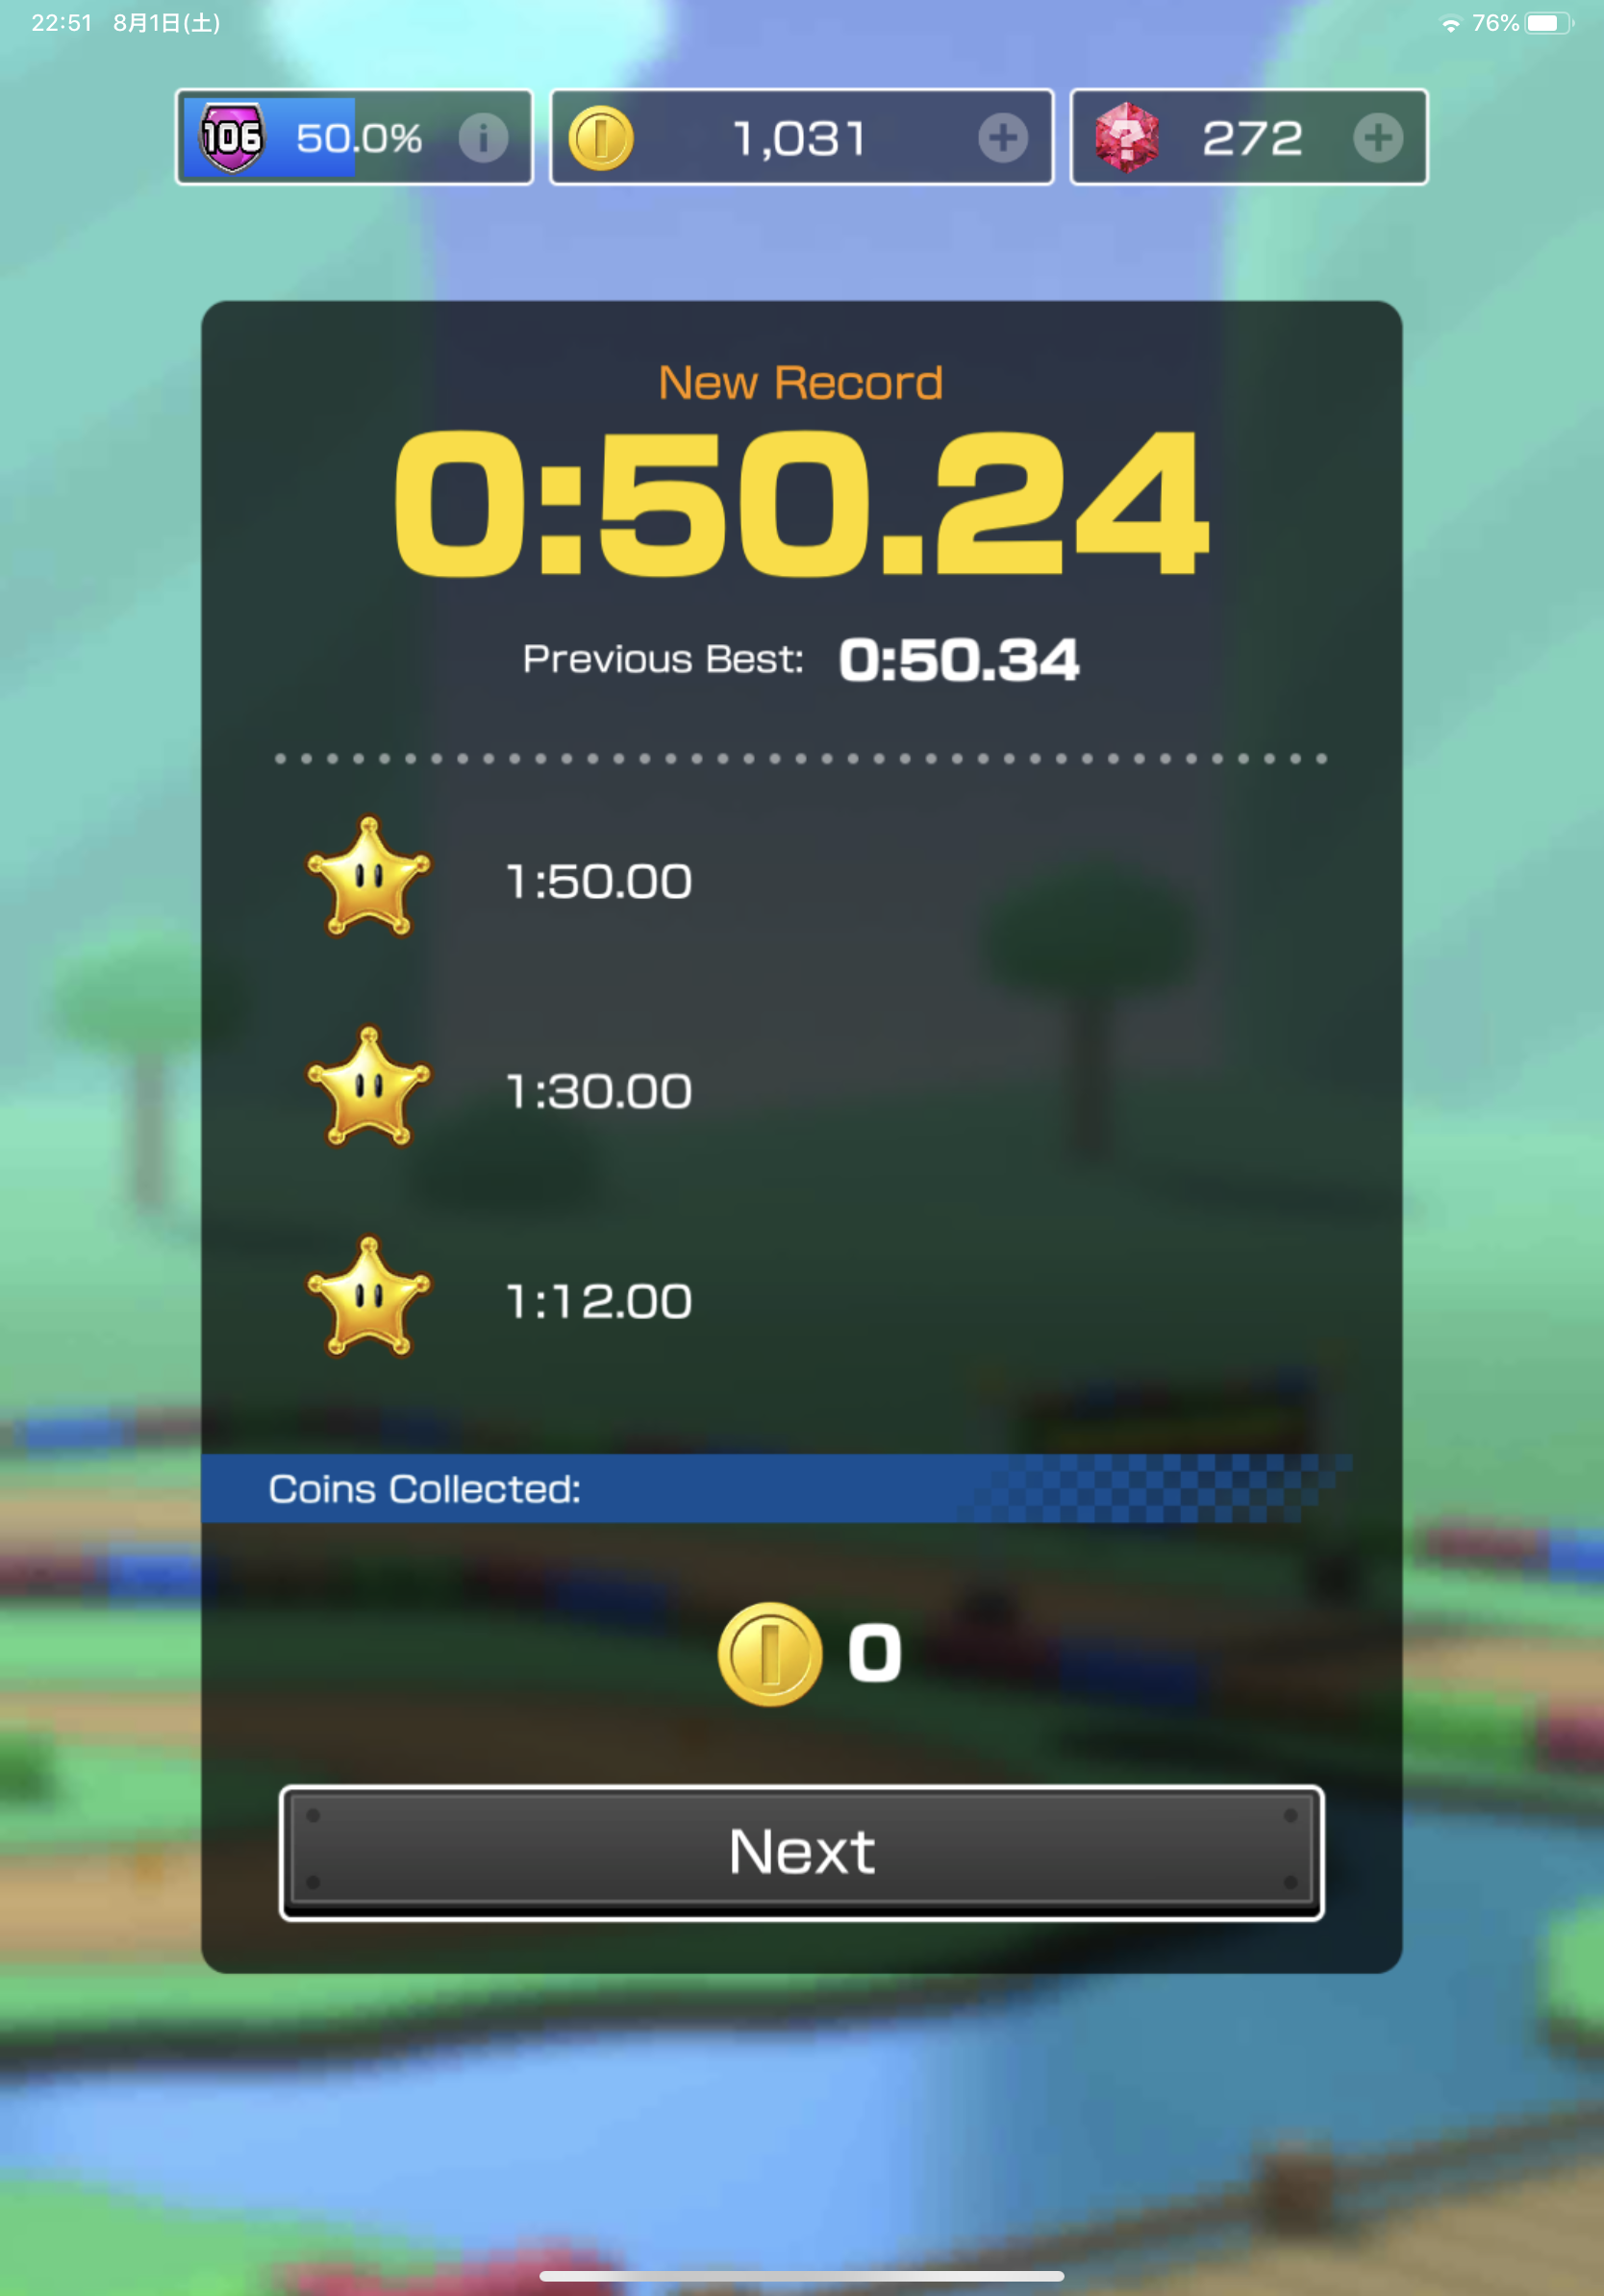 22:51 8月1日(土) 76%
106 50.0% i 1,031 + ? 272 +
New Record
0:50.24
Previous Best: 0:50.34
1:50.00
1:30.00
1:12.00
Coins Collected:
0
Next